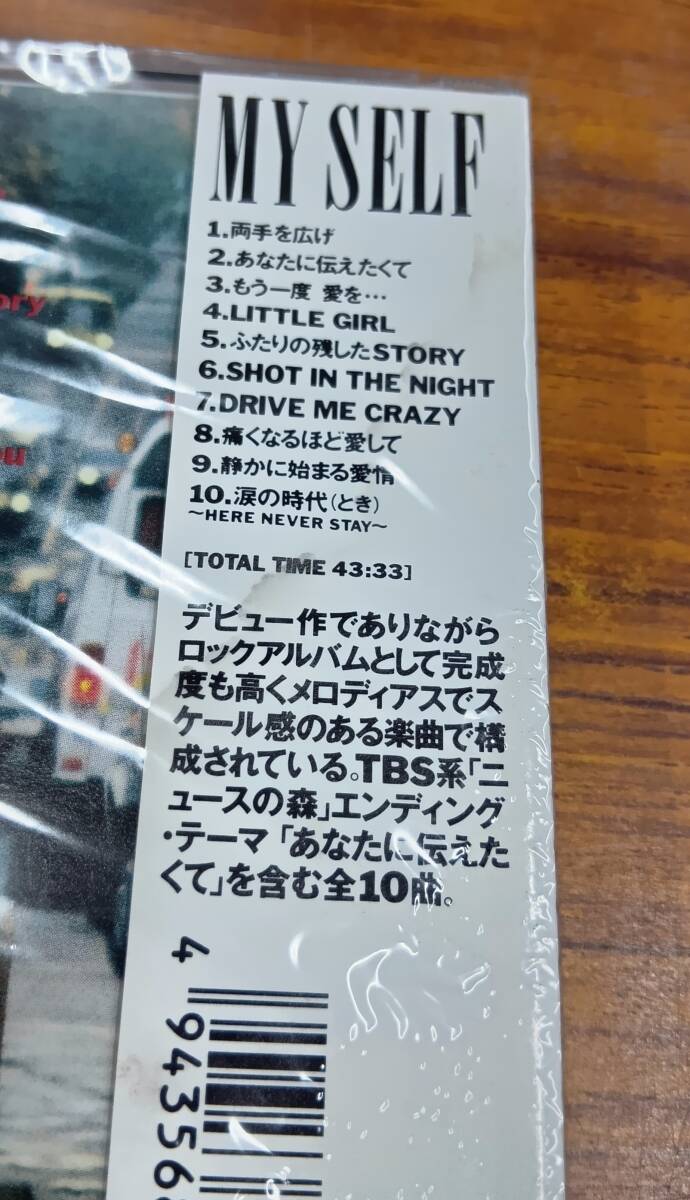 MY SELF
1.両手を広げ
2.あなたに伝えたくて
3.もう一度 愛を…
4.LITTLE GIRL
5.ふたりの残したSTORY
6.SHOT IN THE NIGHT
7.DRIVE ME CRAZY
8.痛くなるほど愛して
9.静かに始まる愛情
10.涙の時代(とき)
〜HERE NEVER STAY〜
[TOTAL TIME 43:33]
デビュー作でありながら
ロックアルバムとして完成
度も高くメロディアスでス
ケール感のある楽曲で構
成されている。TBS系「ニ
ュースの森」エンディング
・テーマ「あなたに伝えた
くて」を含む全10曲。
4 94356